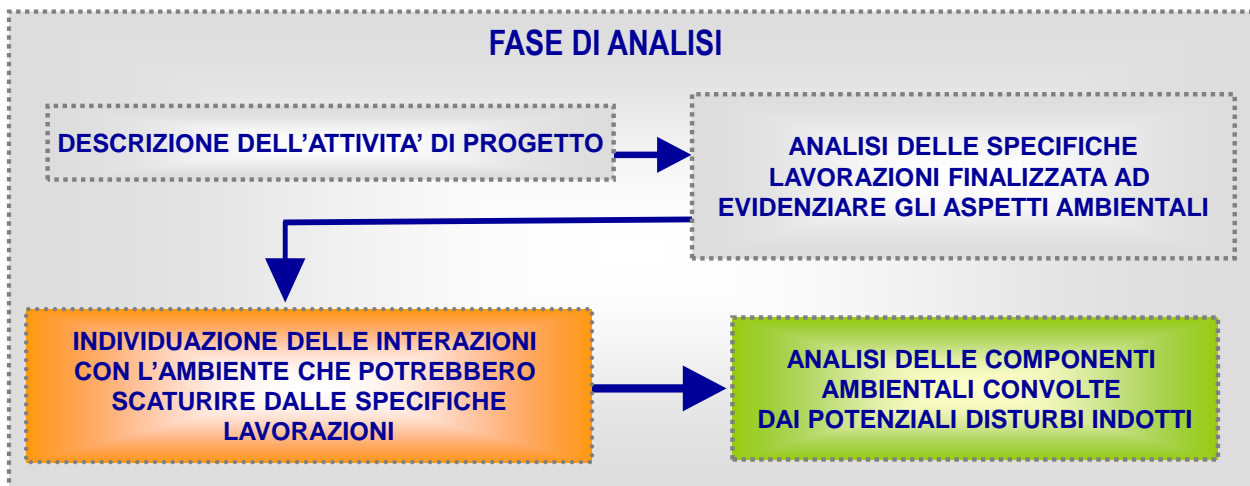 FASE DI ANALISI
DESCRIZIONE DELL’ATTIVITA’ DI PROGETTO
ANALISI DELLE SPECIFICHE
LAVORAZIONI FINALIZZATA AD
EVIDENZIARE GLI ASPETTI AMBIENTALI
INDIVIDUAZIONE DELLE INTERAZIONI
CON L’AMBIENTE CHE POTREBBERO
SCATURIRE DALLE SPECIFICHE
LAVORAZIONI
ANALISI DELLE COMPONENTI
AMBIENTALI CONVOLTE
DAI POTENZIALI DISTURBI INDOTTI